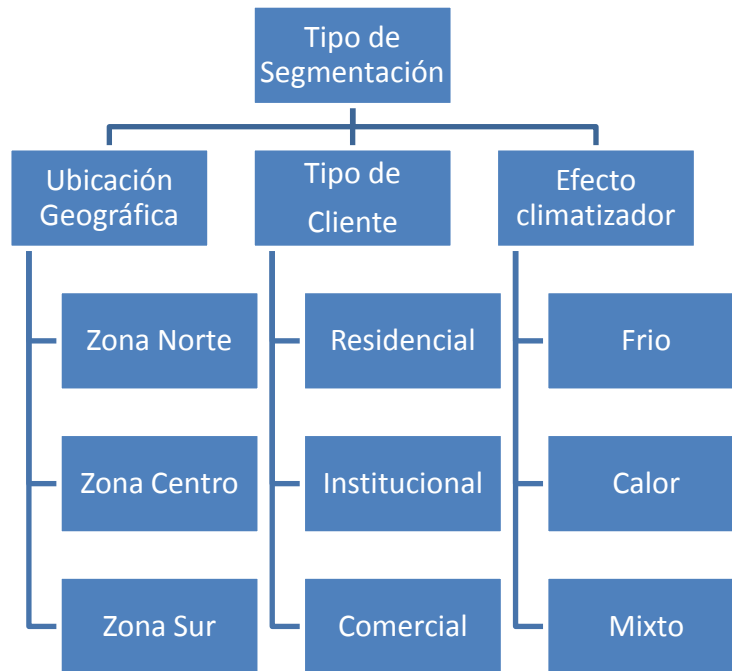 Tipo de
Segmentación
Ubicación
Geográfica
Zona Norte
Zona Centro
Zona Sur
Tipo de
Cliente
Residencial
Institucional
Comercial
Efecto
climatizador
Frio
Calor
Mixto